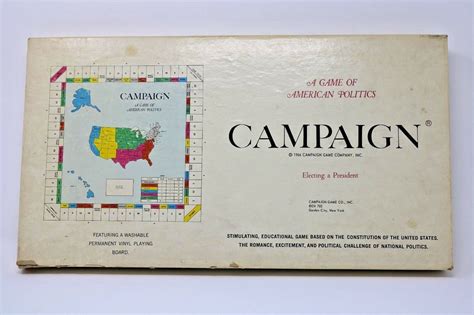 CAMPAIGN
A GAME OF
AMERICAN POLITICS
FEATURING A WASHABLE
PERMANENT VINYL PLAYING
BOARD.
A GAME OF
AMERICAN POLITICS
CAMPAIGN®
CAMPAIGN GAME COMPANY, INC.
Electing a President
CAMPAIGN GAME CO., INC.
BOX 702
Garden City, New York
STIMULATING, EDUCATIONAL GAME BASED ON THE CONSTITUTION OF THE UNITED STATES.
THE ROMANCE, EXCITEMENT, AND POLITICAL CHALLENGE OF NATIONAL POLITICS.